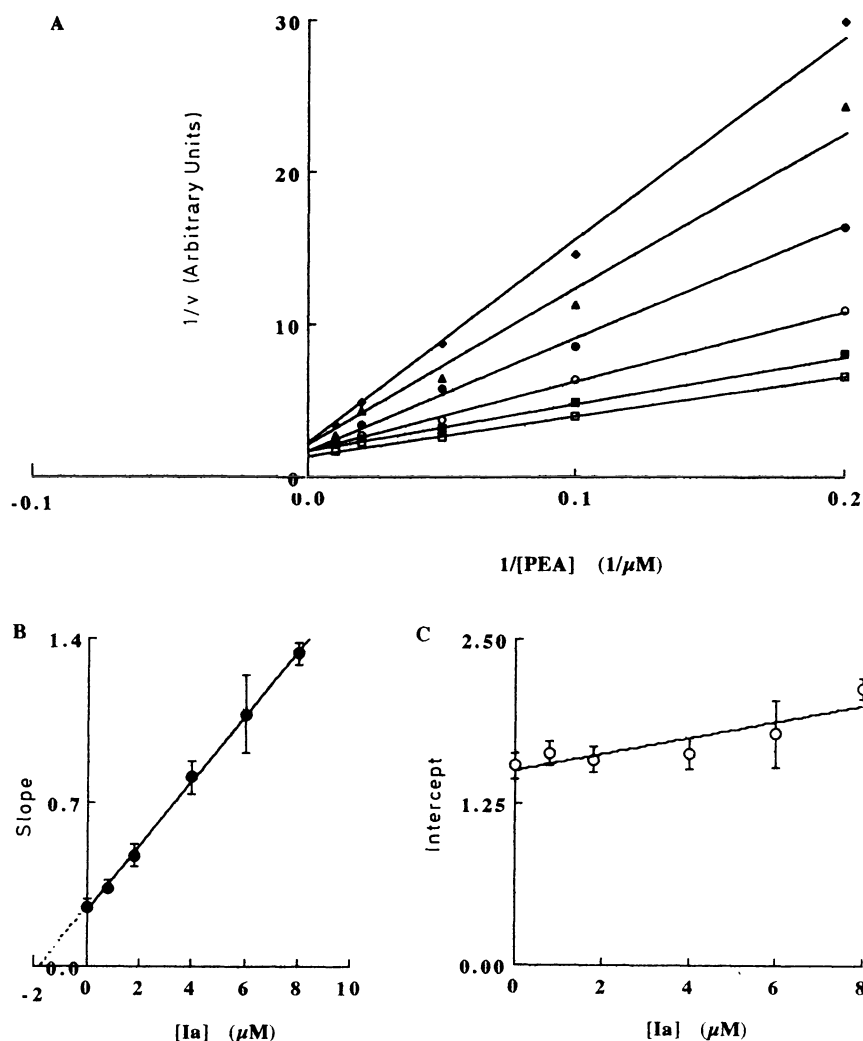 A
30
20
10
0
1/v (Arbitrary Units)
-0.1
0.0
0.1
0.2
1/[PEA] (1/µM)
B
1.4
0.7
0.0
Slope
-2
0
2
4
6
8
10
[Ia] (µM)
C
2.50
1.25
0.00
Intercept
0
2
4
6
8
[Ia] (µM)